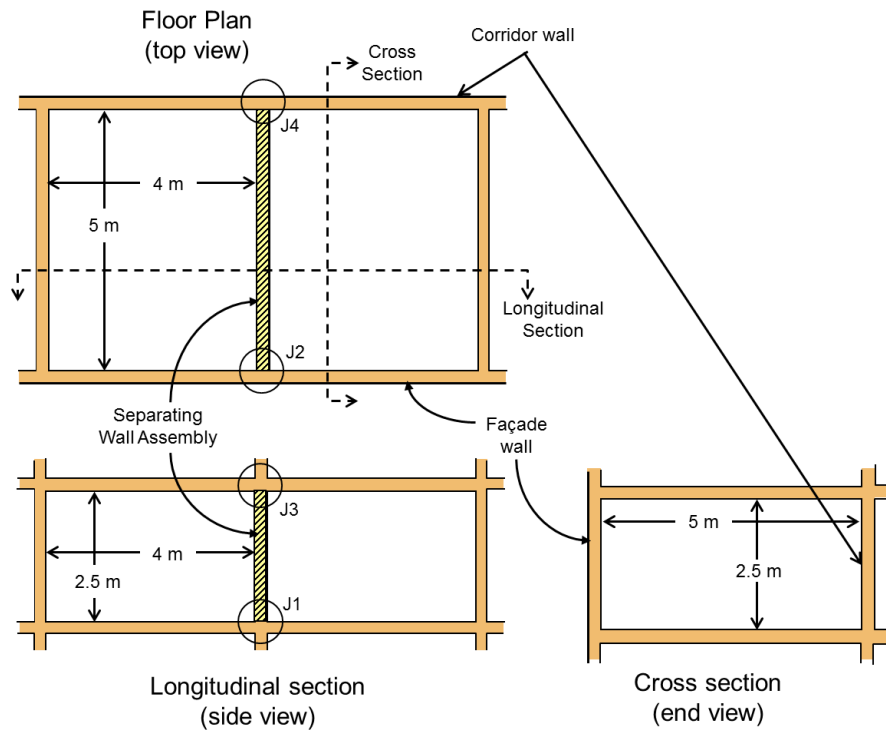 Floor Plan
(top view)
Cross
Section
Corridor wall
J4
4 m
5 m
Longitudinal
Section
J2
Separating
Wall Assembly
Façade
wall
J3
4 m
2.5 m
J1
5 m
2.5 m
Longitudinal section
(side view)
Cross section
(end view)